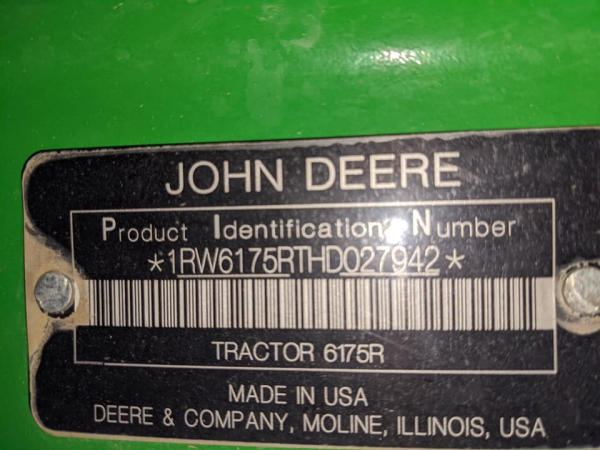 JOHN DEERE
Product Identification Number
*1RW6175RTHD027942*
TRACTOR 6175R
MADE IN USA
DEERE & COMPANY, MOLINE, ILLINOIS, USA